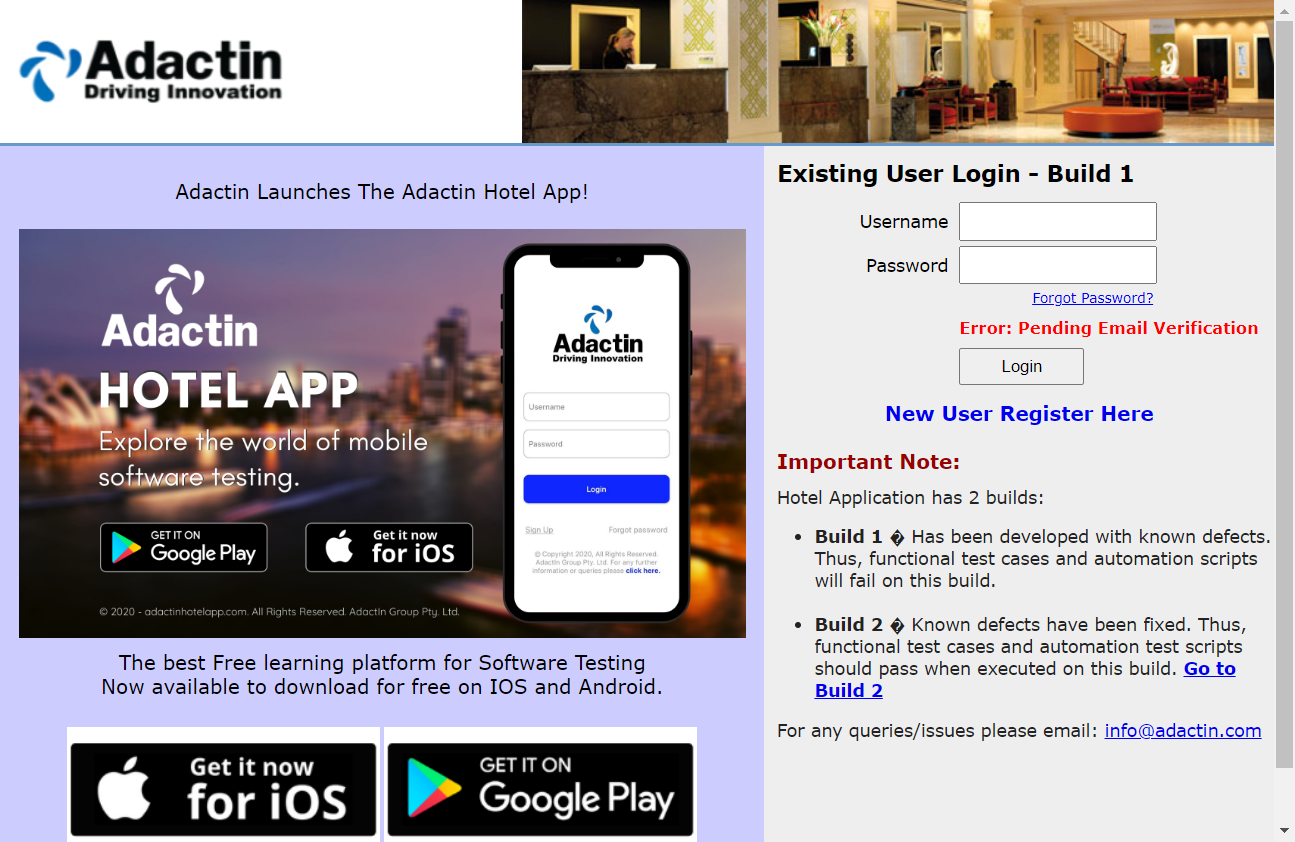 Adactin
Driving Innovation
Adactin Launches The Adactin Hotel App!
Adactin
HOTEL APP
Explore the world of mobile
software testing.
GET IT ON
Google Play
Get it now
for iOS
© 2020 - adactinhotelapp.com. All Rights Reserved. Adactin Group Pty. Ltd.
Adactin
Driving Innovation
Username
Password
Login
Sign Up
Forgot password
© Copyright 2020, All Rights Reserved.
Adactin Group Pty. Ltd. For any further
information or queries please click here.
The best Free learning platform for Software Testing
Now available to download for free on IOS and Android.
Get it now
for iOS
GET IT ON
Google Play
Existing User Login - Build 1
Username
Password
Forgot Password?
Error: Pending Email Verification
Login
New User Register Here
Important Note:
Hotel Application has 2 builds:
• Build 1 � Has been developed with known defects.
Thus, functional test cases and automation scripts
will fail on this build.
• Build 2 � Known defects have been fixed. Thus,
functional test cases and automation test scripts
should pass when executed on this build. Go to
Build 2
For any queries/issues please email: info@adactin.com